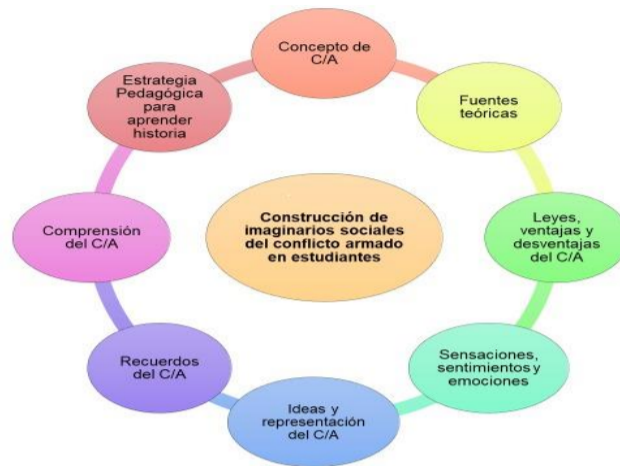 Concepto de
C/A
Fuentes
teóricas
Leyes,
ventajas y
desventajas
del C/A
Sensaciones,
sentimientos y
emociones
Ideas y
representación
del C/A
Recuerdos
del C/A
Comprensión
del C/A
Estrategia
Pedagógica
para
aprender
historia
Construcción de
imaginarios sociales
del conflicto armado
en estudiantes